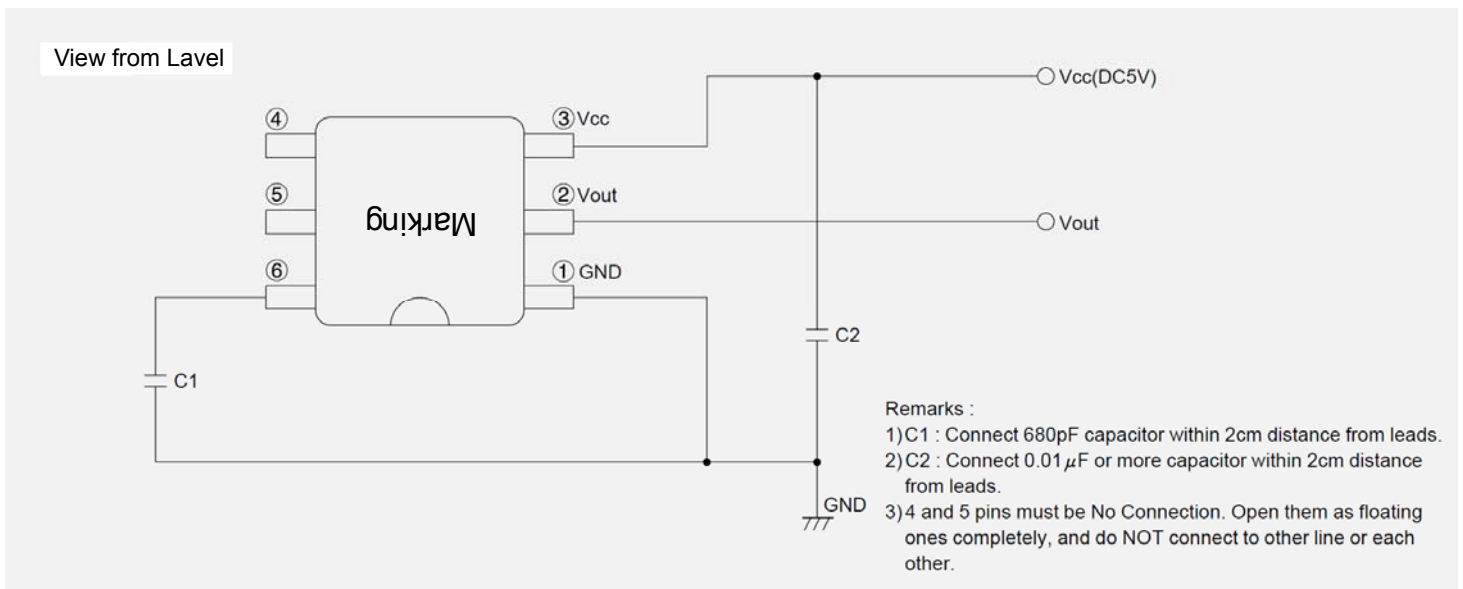 View from Lavel
Vcc(DC5V)
④
③Vcc
⑤
②Vout
Marking
Vout
⑥
①GND
C2
C1
Remarks :
1)C1 : Connect 680pF capacitor within 2cm distance from leads.
2)C2 : Connect 0.01μF or more capacitor within 2cm distance
from leads.
GND
3)4 and 5 pins must be No Connection. Open them as floating
ones completely, and do NOT connect to other line or each
other.